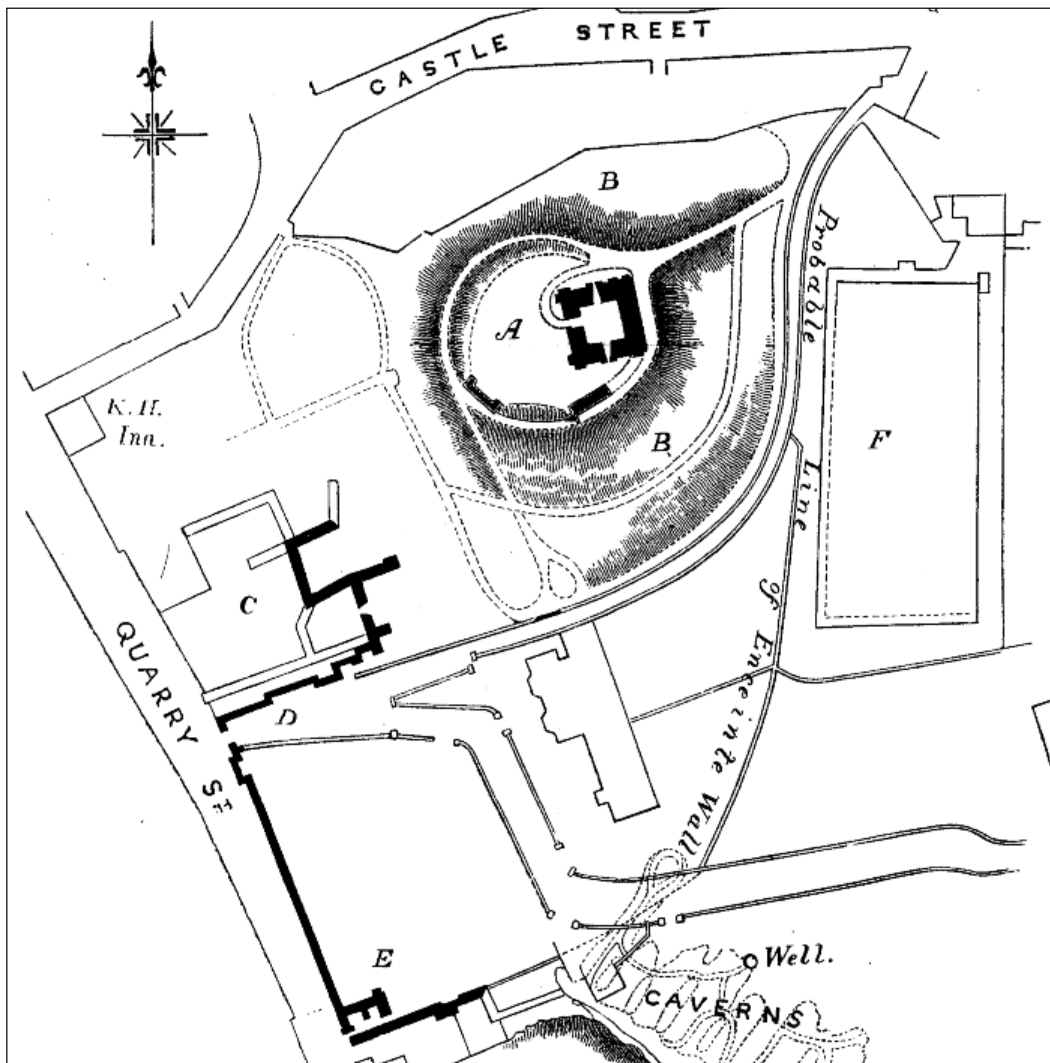 CASTLE STREET
B
A
K. H.
Inn.
B
F
Probable Line of Enceinte Wall
C
QUARRY ST
D
E
Well.
CAVERNS